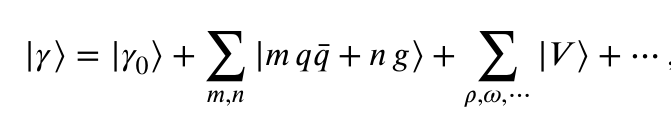 |γ⟩ = |γ₀⟩ + ∑_{m,n} |m qq̄ + n g⟩ + ∑_{ρ,ω,⋯} |V⟩ + ⋯ ,